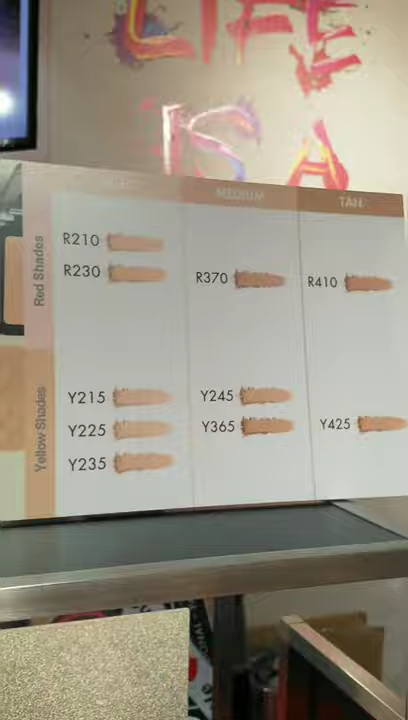 LIFE
IS A
MEDIUM
TAN
Red Shades
R210
R230
R370
R410
Yellow Shades
Y215
Y225
Y235
Y245
Y365
Y425